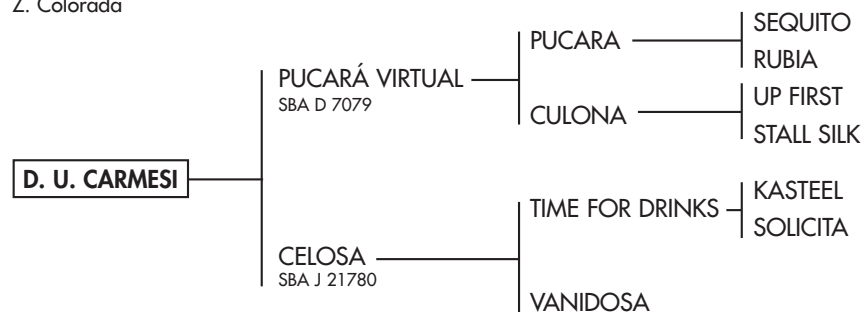 Z. Colorada
PUCARA
SEQUITO
RUBIA
PUCARÁ VIRTUAL
SBA D 7079
CULONA
UP FIRST
STALL SILK
D. U. CARMESI
TIME FOR DRINKS
KASTEEL
SOLICITA
CELOSA
SBA J 21780
VANIDOSA